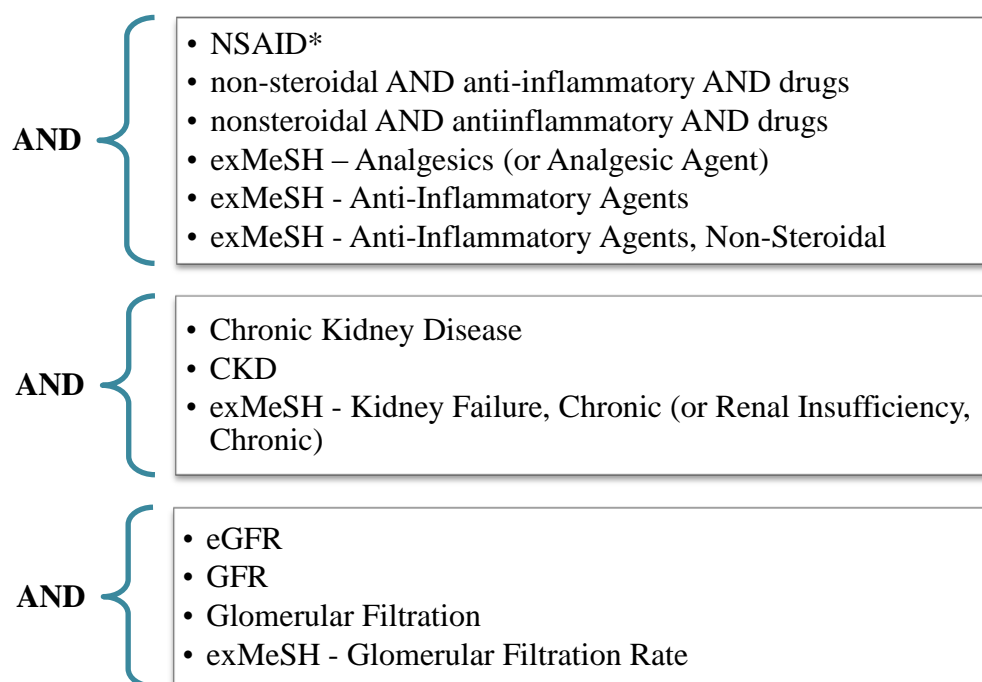 AND
• NSAID*
• non-steroidal AND anti-inflammatory AND drugs
• nonsteroidal AND antiinflammatory AND drugs
• exMeSH – Analgesics (or Analgesic Agent)
• exMeSH - Anti-Inflammatory Agents
• exMeSH - Anti-Inflammatory Agents, Non-Steroidal
AND
• Chronic Kidney Disease
• CKD
• exMeSH - Kidney Failure, Chronic (or Renal Insufficiency,
Chronic)
AND
• eGFR
• GFR
• Glomerular Filtration
• exMeSH - Glomerular Filtration Rate